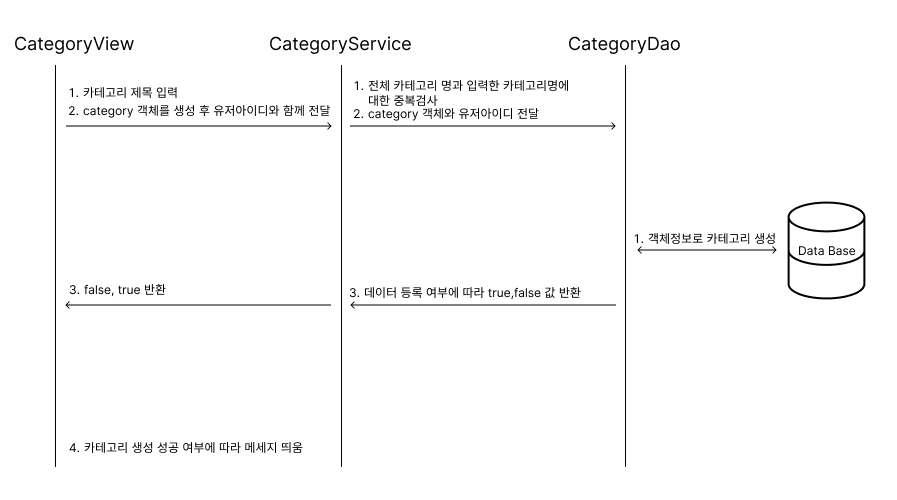 CategoryView
CategoryService
CategoryDao
1. 카테고리 제목 입력
2. category 객체를 생성 후 유저아이디와 함께 전달
1. 전체 카테고리 명과 입력한 카테고리명에
대한 중복검사
2. category 객체와 유저아이디 전달
1. 객체정보로 카테고리 생성
Data Base
3. false, true 반환
3. 데이터 등록 여부에 따라 true,false 값 반환
4. 카테고리 생성 성공 여부에 따라 메세지 띄움